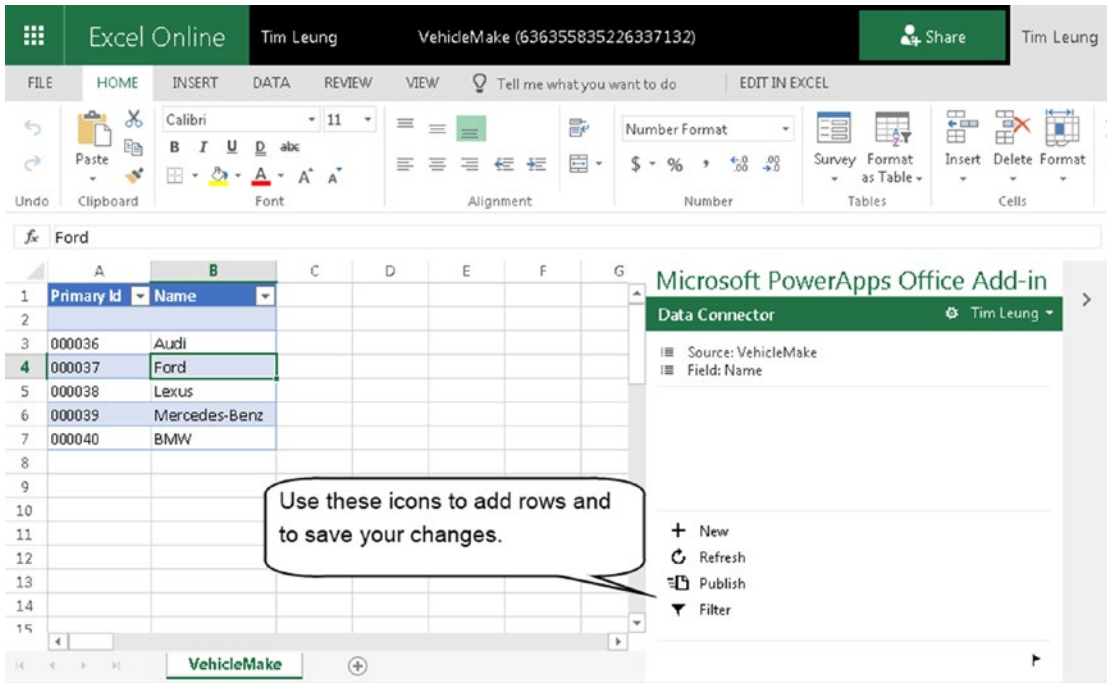 Excel Online Tim Leung VehicleMake (636355835226337132) Share Tim Leung
FILE HOME INSERT DATA REVIEW VIEW Tell me what you want to do EDIT IN EXCEL
Calibri 11 Number Format
B I U D abc
Paste $ % , .00 Survey Format as Table Insert Delete Format
A A A
Undo Clipboard Font Alignment Number Tables Cells
fx Ford
A B C D E F G
Microsoft PowerApps Office Add-in
Data Connector Tim Leung
Source: VehicleMake
Field: Name
1 Primary Id Name
2
3 000036 Audi
4 000037 Ford
5 000038 Lexus
6 000039 Mercedes-Benz
7 000040 BMW
8
9
10
11
12
13
14
15
Use these icons to add rows and
to save your changes.
New
Refresh
Publish
Filter
VehicleMake